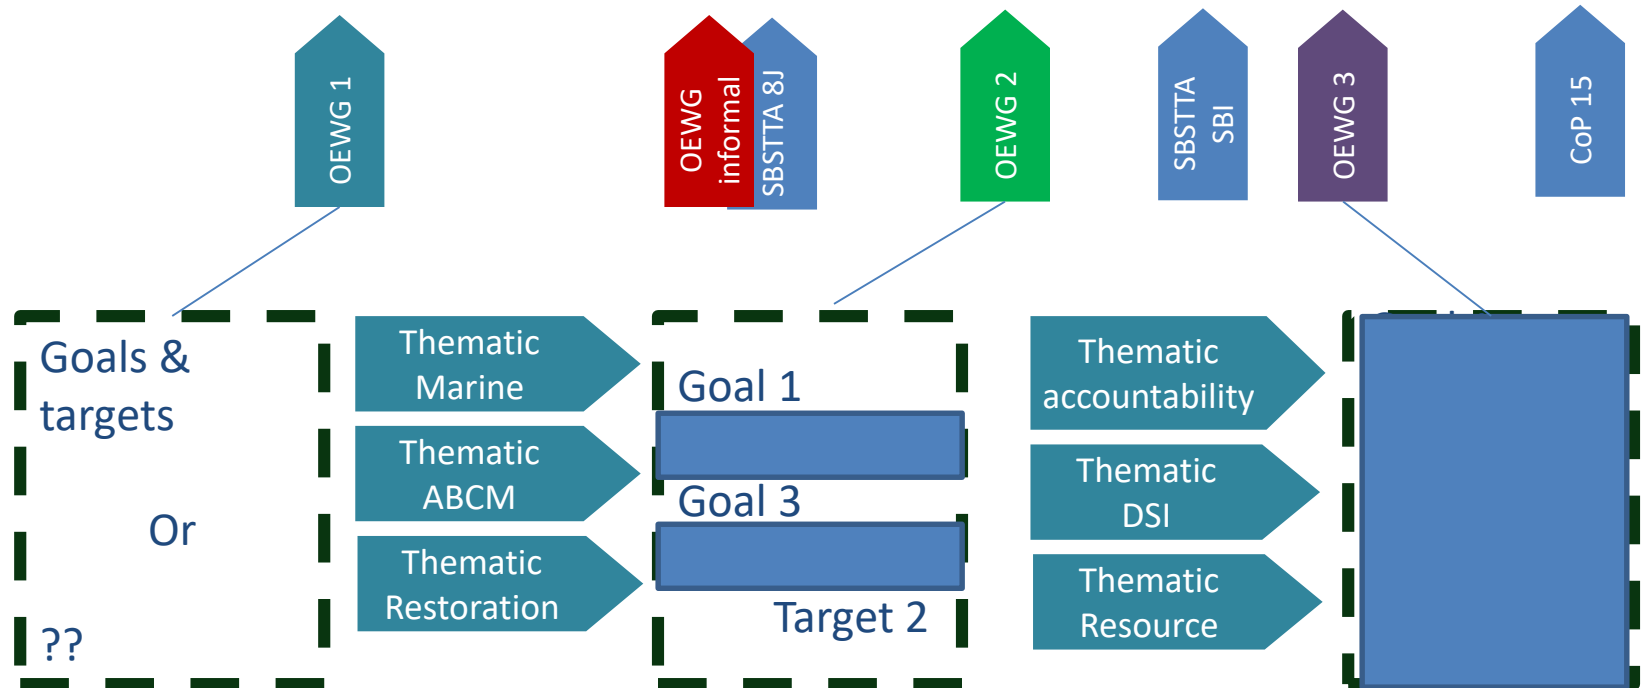 OEWG 1
OEWG
informal
SBSTTA 8J
OEWG 2
SBSTTA
SBI
OEWG 3
CoP 15
Goals &
targets
Or
??
Thematic
Marine
Thematic
ABCM
Thematic
Restoration
Goal 1
Goal 3
Target 2
Thematic
accountability
Thematic
DSI
Thematic
Resource